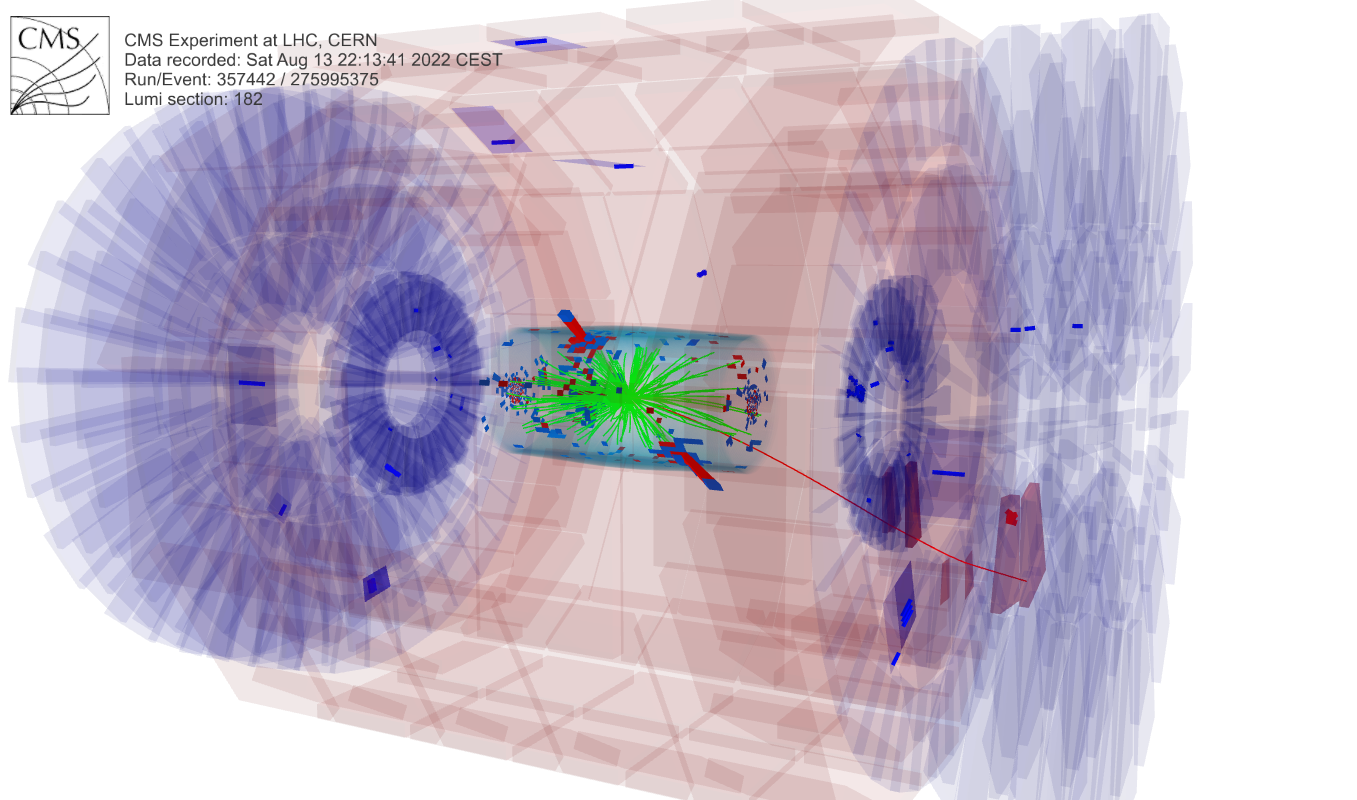 CMS
CMS Experiment at LHC, CERN
Data recorded: Sat Aug 13 22:13:41 2022 CEST
Run/Event: 357442 / 275995375
Lumi section: 182